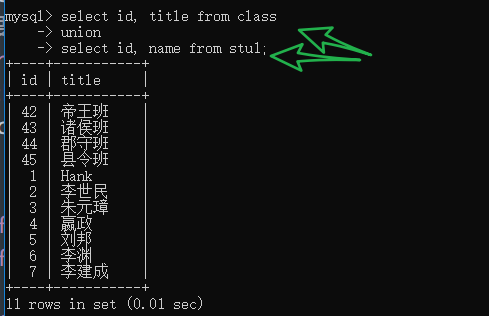 mysql> select id, title from class
-> union
-> select id, name from stu1;
+----+-----------+
| id | title |
+----+-----------+
| 42 | 帝王班 |
| 43 | 诸侯班 |
| 44 | 郡守班 |
| 45 | 县令班 |
| 1 | Hank |
| 2 | 李世民 |
| 3 | 朱元璋 |
| 4 | 嬴政 |
| 5 | 刘邦 |
| 6 | 李渊 |
| 7 | 李建成 |
+----+-----------+
11 rows in set (0.01 sec)